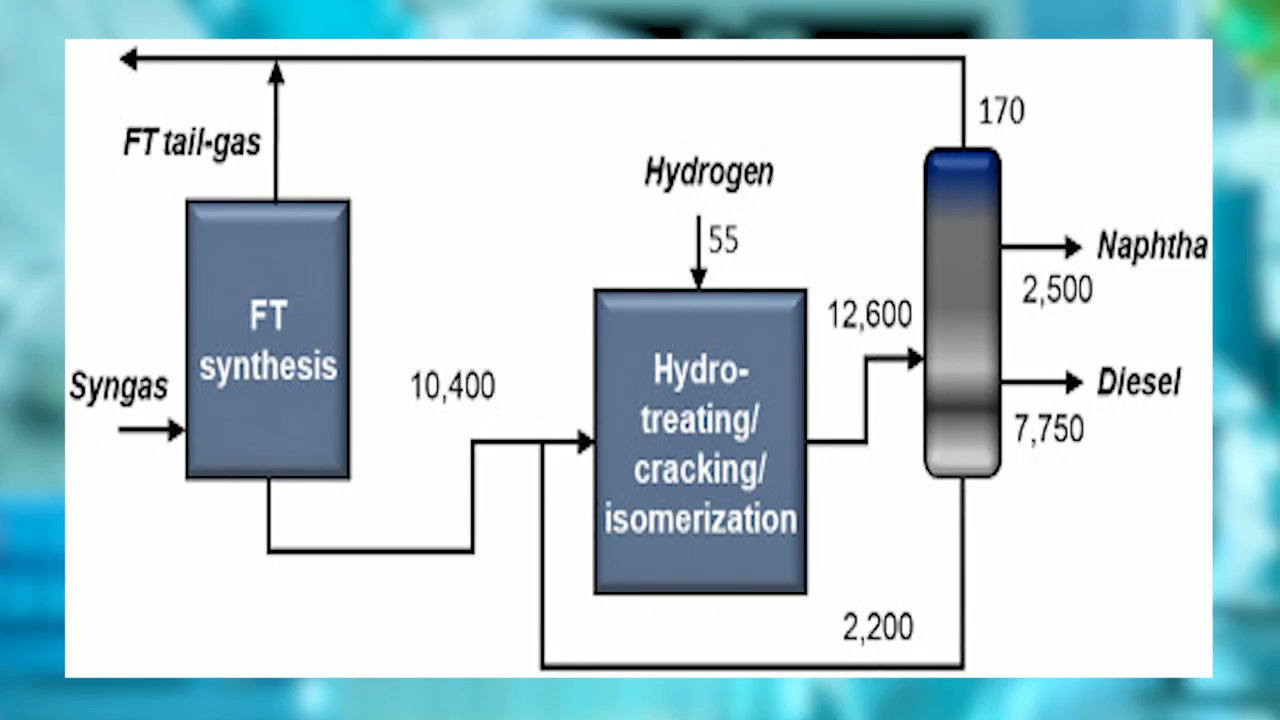 170
FT tail-gas
Hydrogen
55
Naphtha
2,500
FT
synthesis
12,600
Hydro-
treating/
cracking/
isomerization
Syngas
10,400
Diesel
7,750
2,200